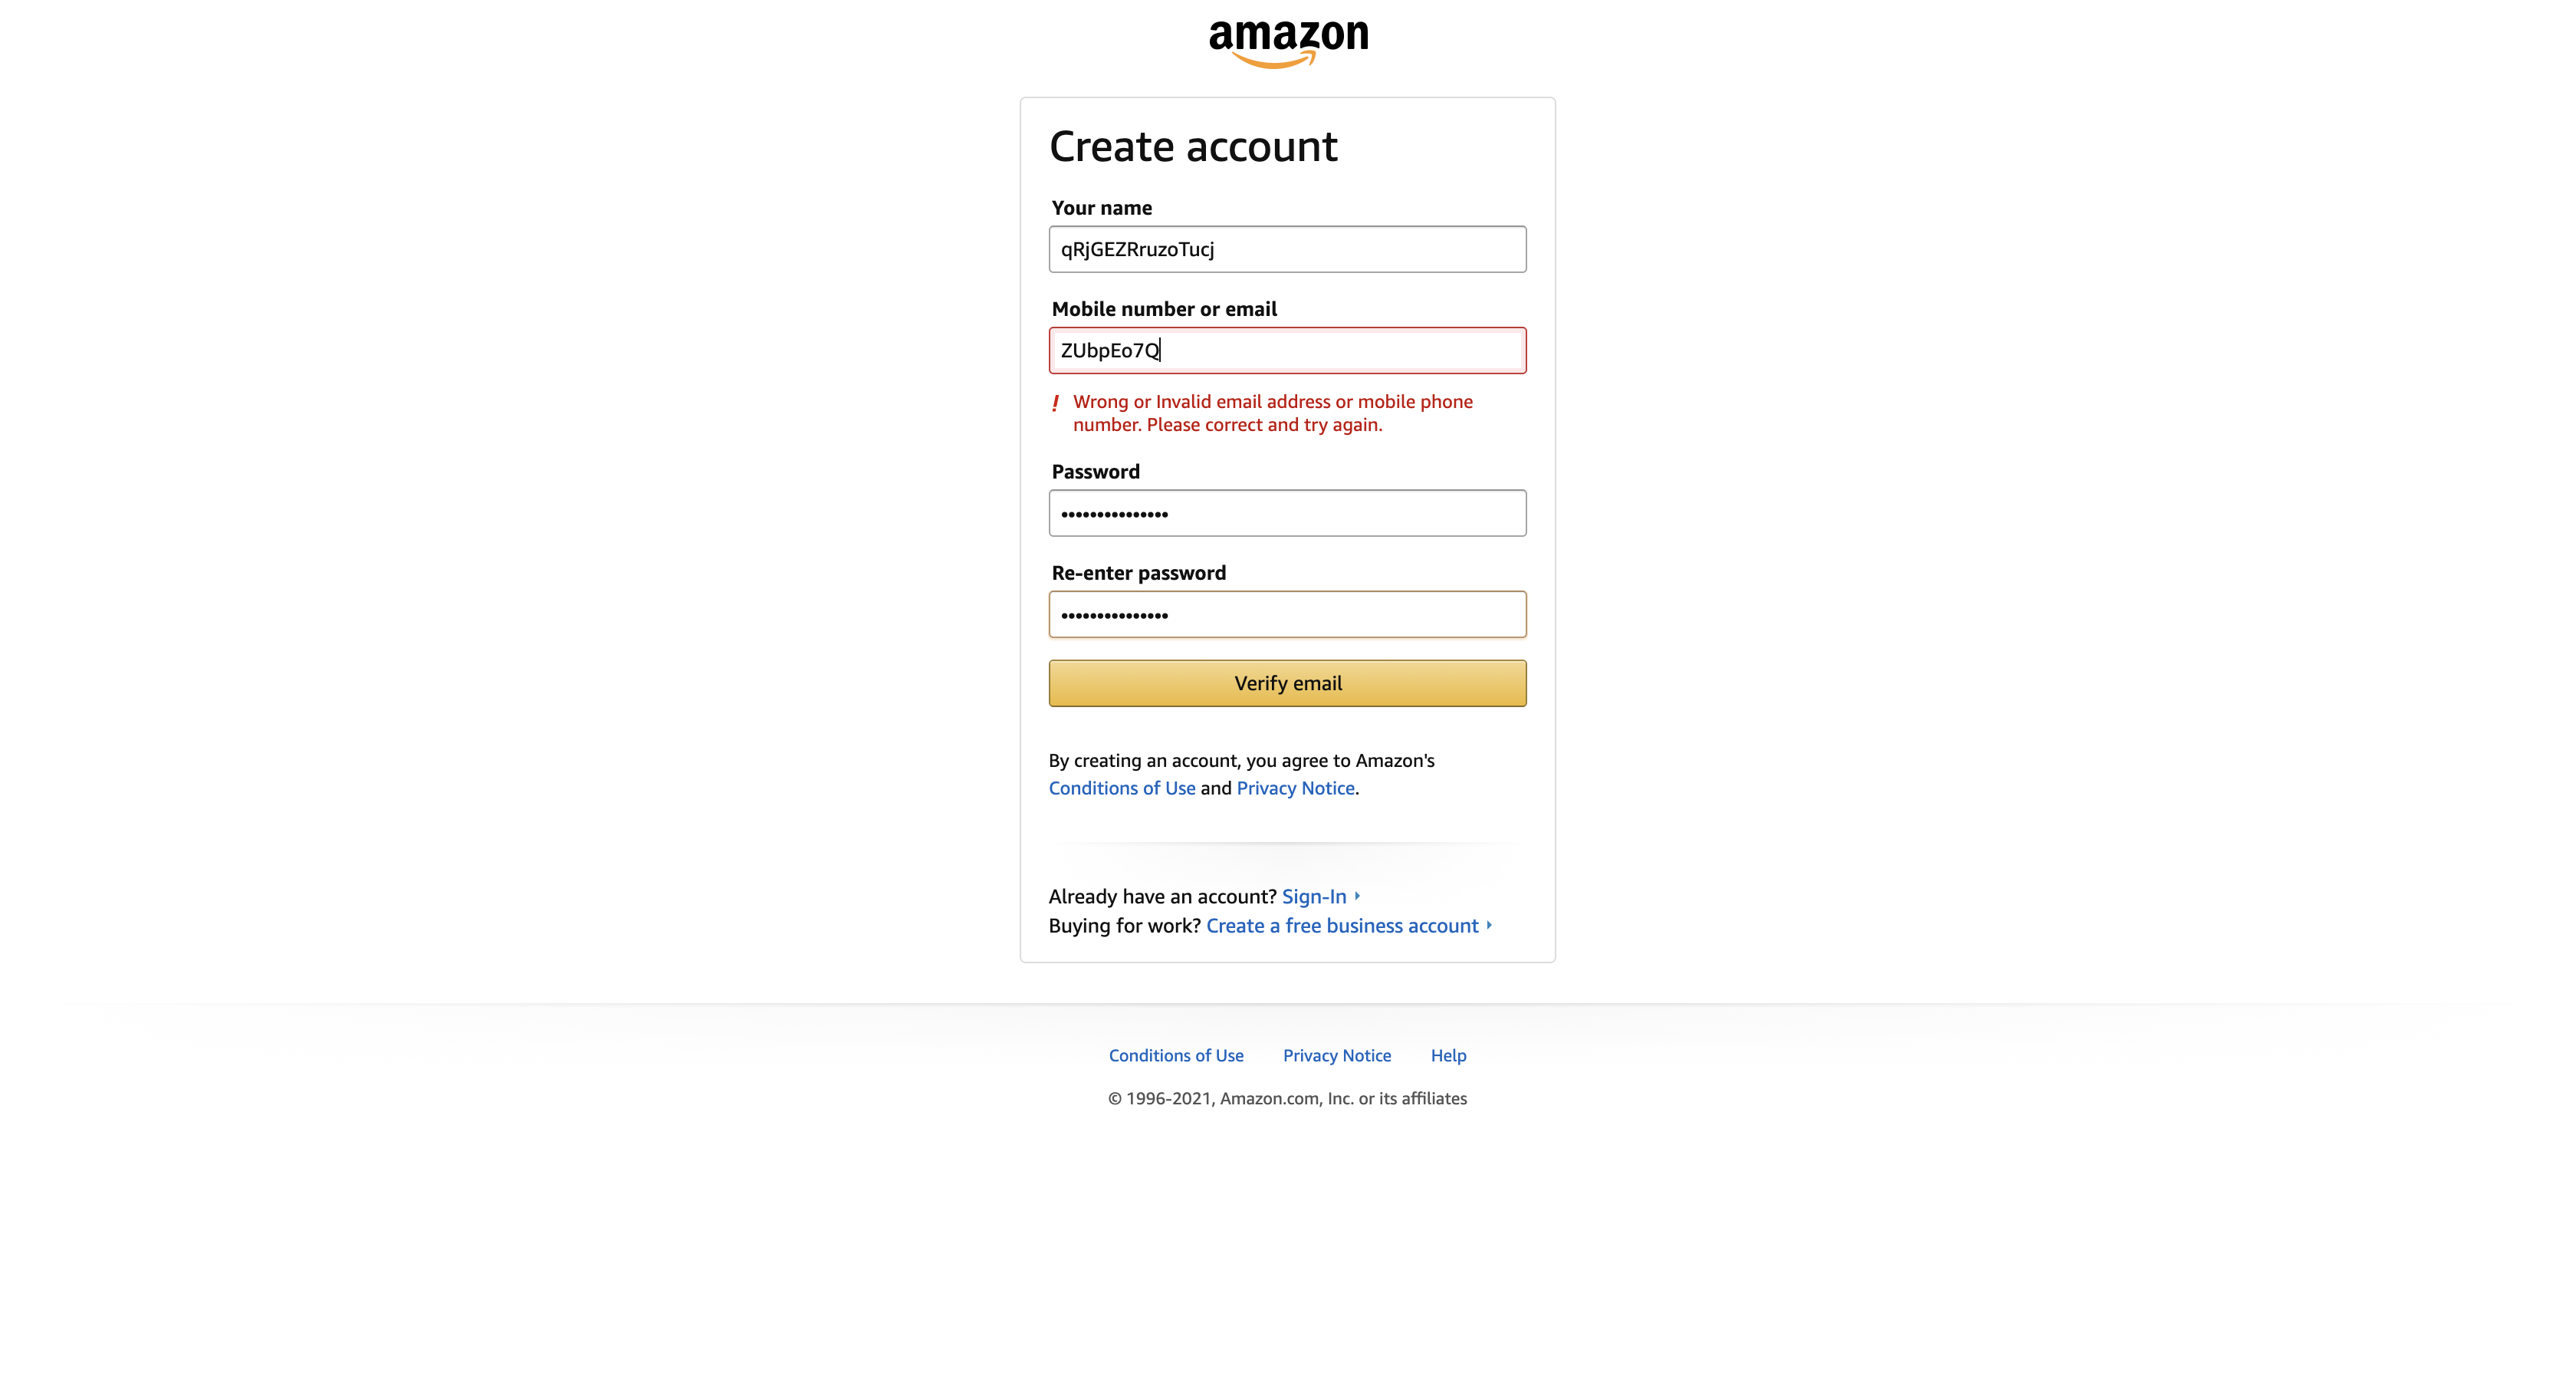 amazon
Create account
Your name
qRjGEZRruzoTucj
Mobile number or email
ZUbpEo7Q
! Wrong or Invalid email address or mobile phone
number. Please correct and try again.
Password
•••••••••••••••
Re-enter password
•••••••••••••••
Verify email
By creating an account, you agree to Amazon's
Conditions of Use and Privacy Notice.
Already have an account? Sign-In
Buying for work? Create a free business account
Conditions of Use Privacy Notice Help
© 1996-2021, Amazon.com, Inc. or its affiliates